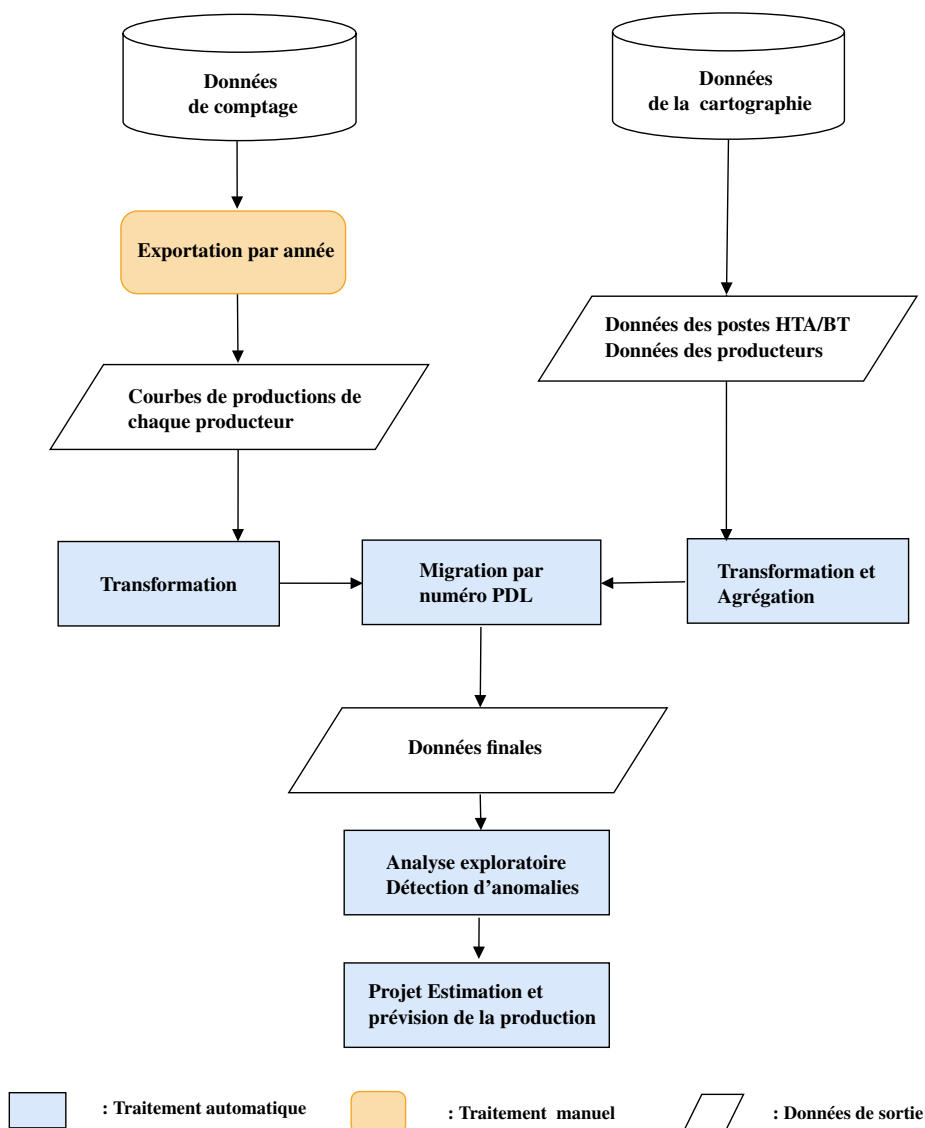 Données
de comptage
Données
de la cartographie
Exportation par année
Données des postes HTA/BT
Données des producteurs
Courbes de productions de
chaque producteur
Transformation
Migration par
numéro PDL
Transformation et
Agrégation
Données finales
Analyse exploratoire
Détection d'anomalies
Projet Estimation et
prévision de la production
: Traitement automatique
: Traitement manuel
: Données de sortie